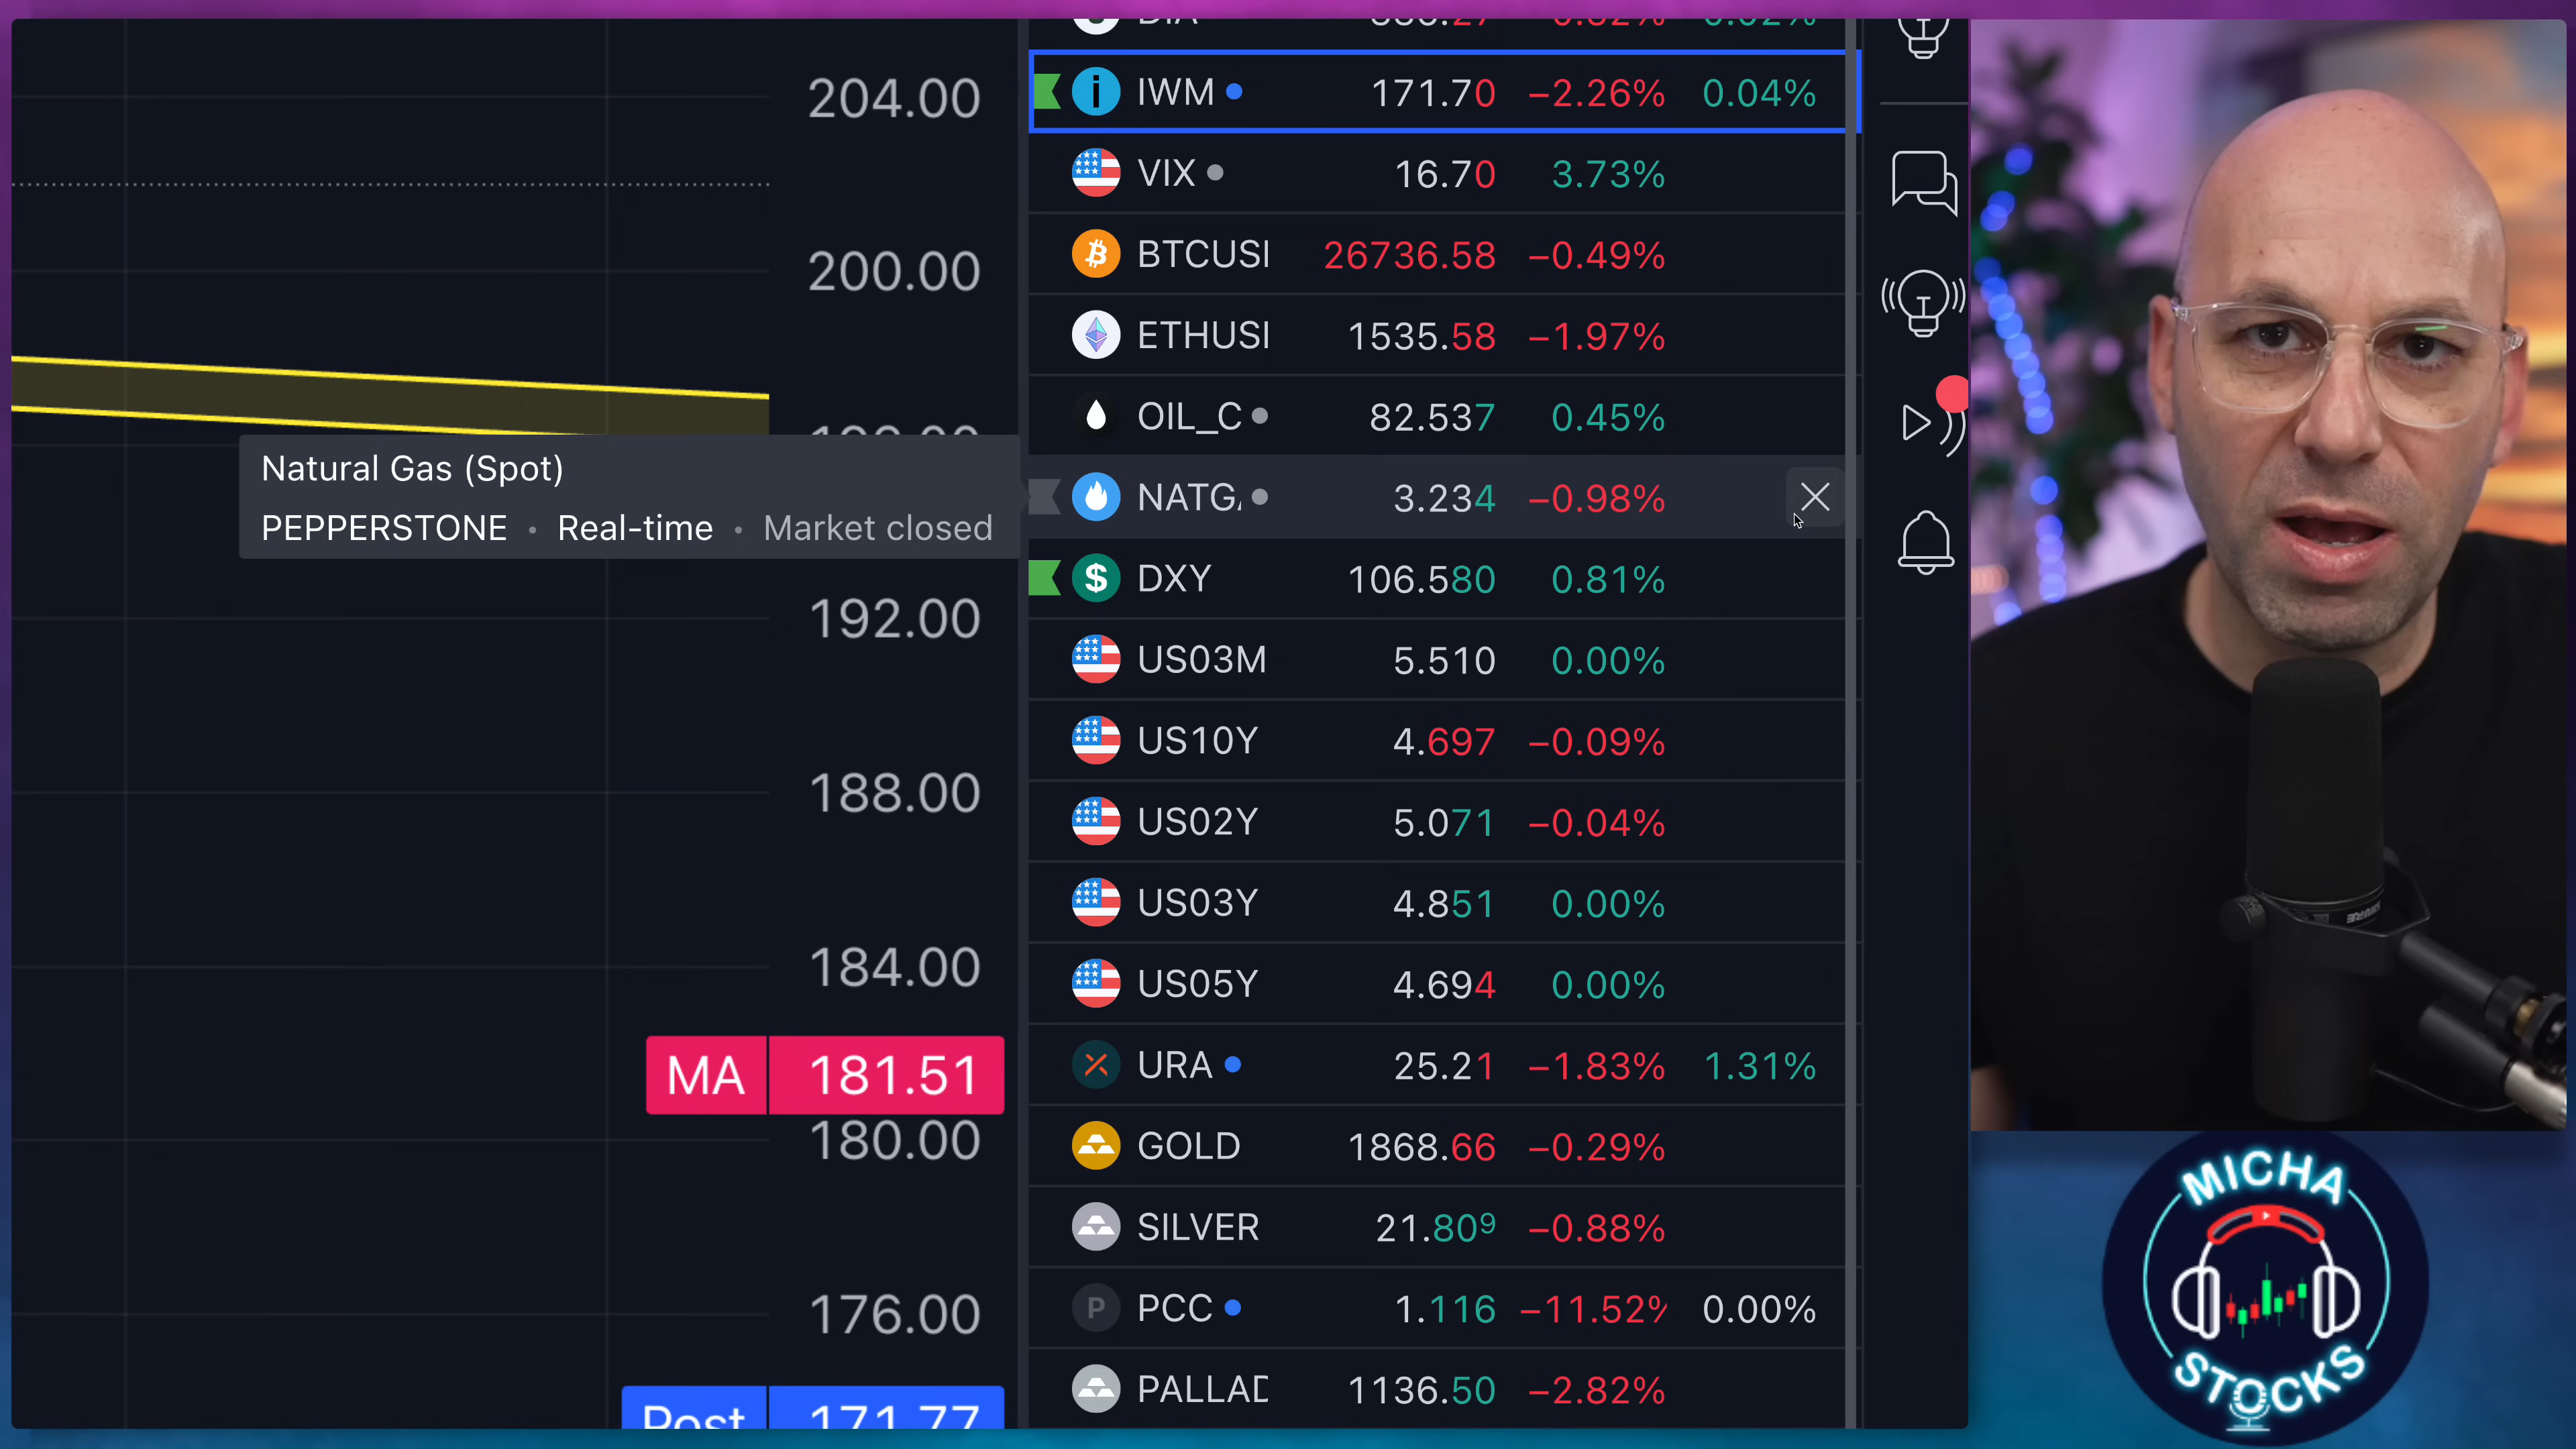 204.00
200.00
192.00
188.00
184.00
MA 181.51
180.00
176.00
Post 171.77
Natural Gas (Spot)
PEPPERSTONE • Real-time • Market closed
IWM 171.70 −2.26% 0.04%
VIX 16.70 3.73%
BTCUSI 26736.58 −0.49%
ETHUSI 1535.58 −1.97%
OIL_C 82.537 0.45%
NATG 3.234 −0.98%
DXY 106.580 0.81%
US03M 5.510 0.00%
US10Y 4.697 −0.09%
US02Y 5.071 −0.04%
US03Y 4.851 0.00%
US05Y 4.694 0.00%
URA 25.21 −1.83% 1.31%
GOLD 1868.66 −0.29%
SILVER 21.809 −0.88%
P PCC 1.116 −11.52% 0.00%
PALLAD 1136.50 −2.82%
SHURE
MICHA
STOCKS